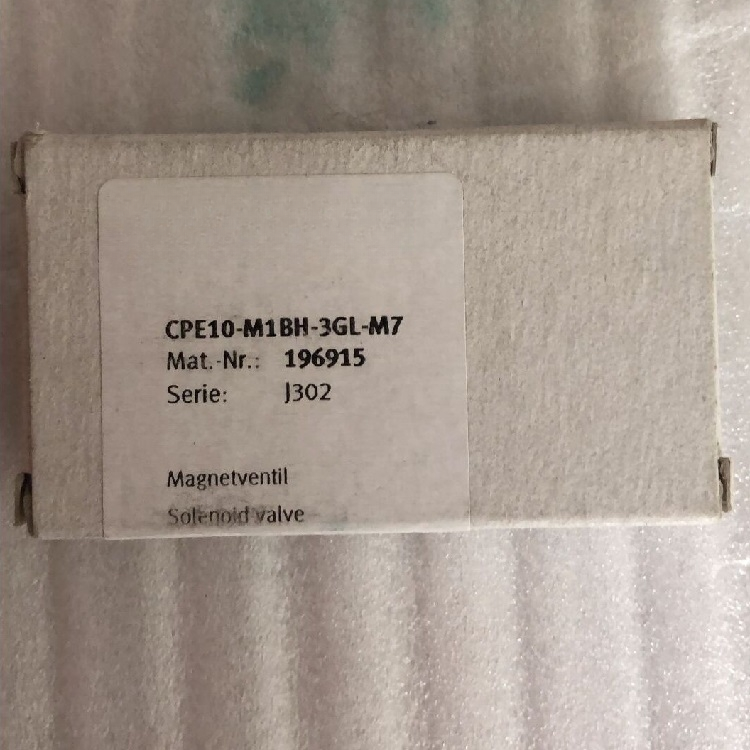 CPE10-M1BH-3GL-M7
Mat.-Nr.: 196915
Serie: J302
Magnetventil
Solenoid valve